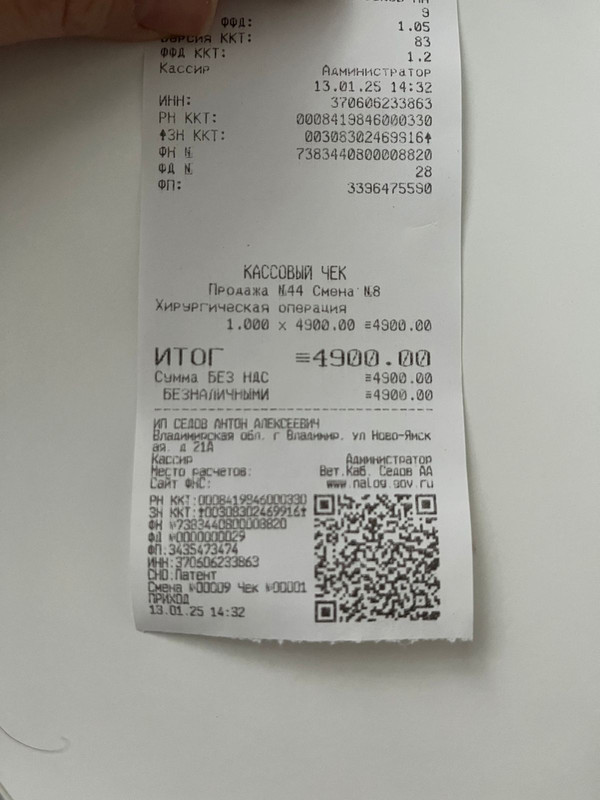 9
ФФД: 1.05
Версия ККТ: 83
ФФД ККТ: 1.2
Кассир Администратор
13.01.25 14:32
ИНН: 370606233863
РН ККТ: 0008419846000330
↑ЗН ККТ: 00308302469916↑
ФН № 7383440800008820
ФД № 28
ФП: 3396475590
КАССОВЫЙ ЧЕК
Продажа №44 Смена №8
Хирургическая операция
1.000 x 4900.00 ≡4900.00
ИТОГ ≡4900.00
Сумма БЕЗ НДС ≡4900.00
БЕЗНАЛИЧНЫМИ ≡4900.00
ИП СЕДОВ АНТОН АЛЕКСЕЕВИЧ
Владимирская обл. г Владимир. ул Ново-Ямск
ая. д 21А
Кассир Администратор
Место расчетов: Вет.Каб. Седов АА
Сайт ФНС: www.nalog.gov.ru
РН ККТ:0008419846000330
ЗН ККТ:↑00308302469916↑
ФН №7383440800008820
ФД №0000000029
ФП:3435473474
ИНН:370606233863
СНО:Патент
Смена №00009 Чек №00001
ПРИХОД
13.01.25 14:32